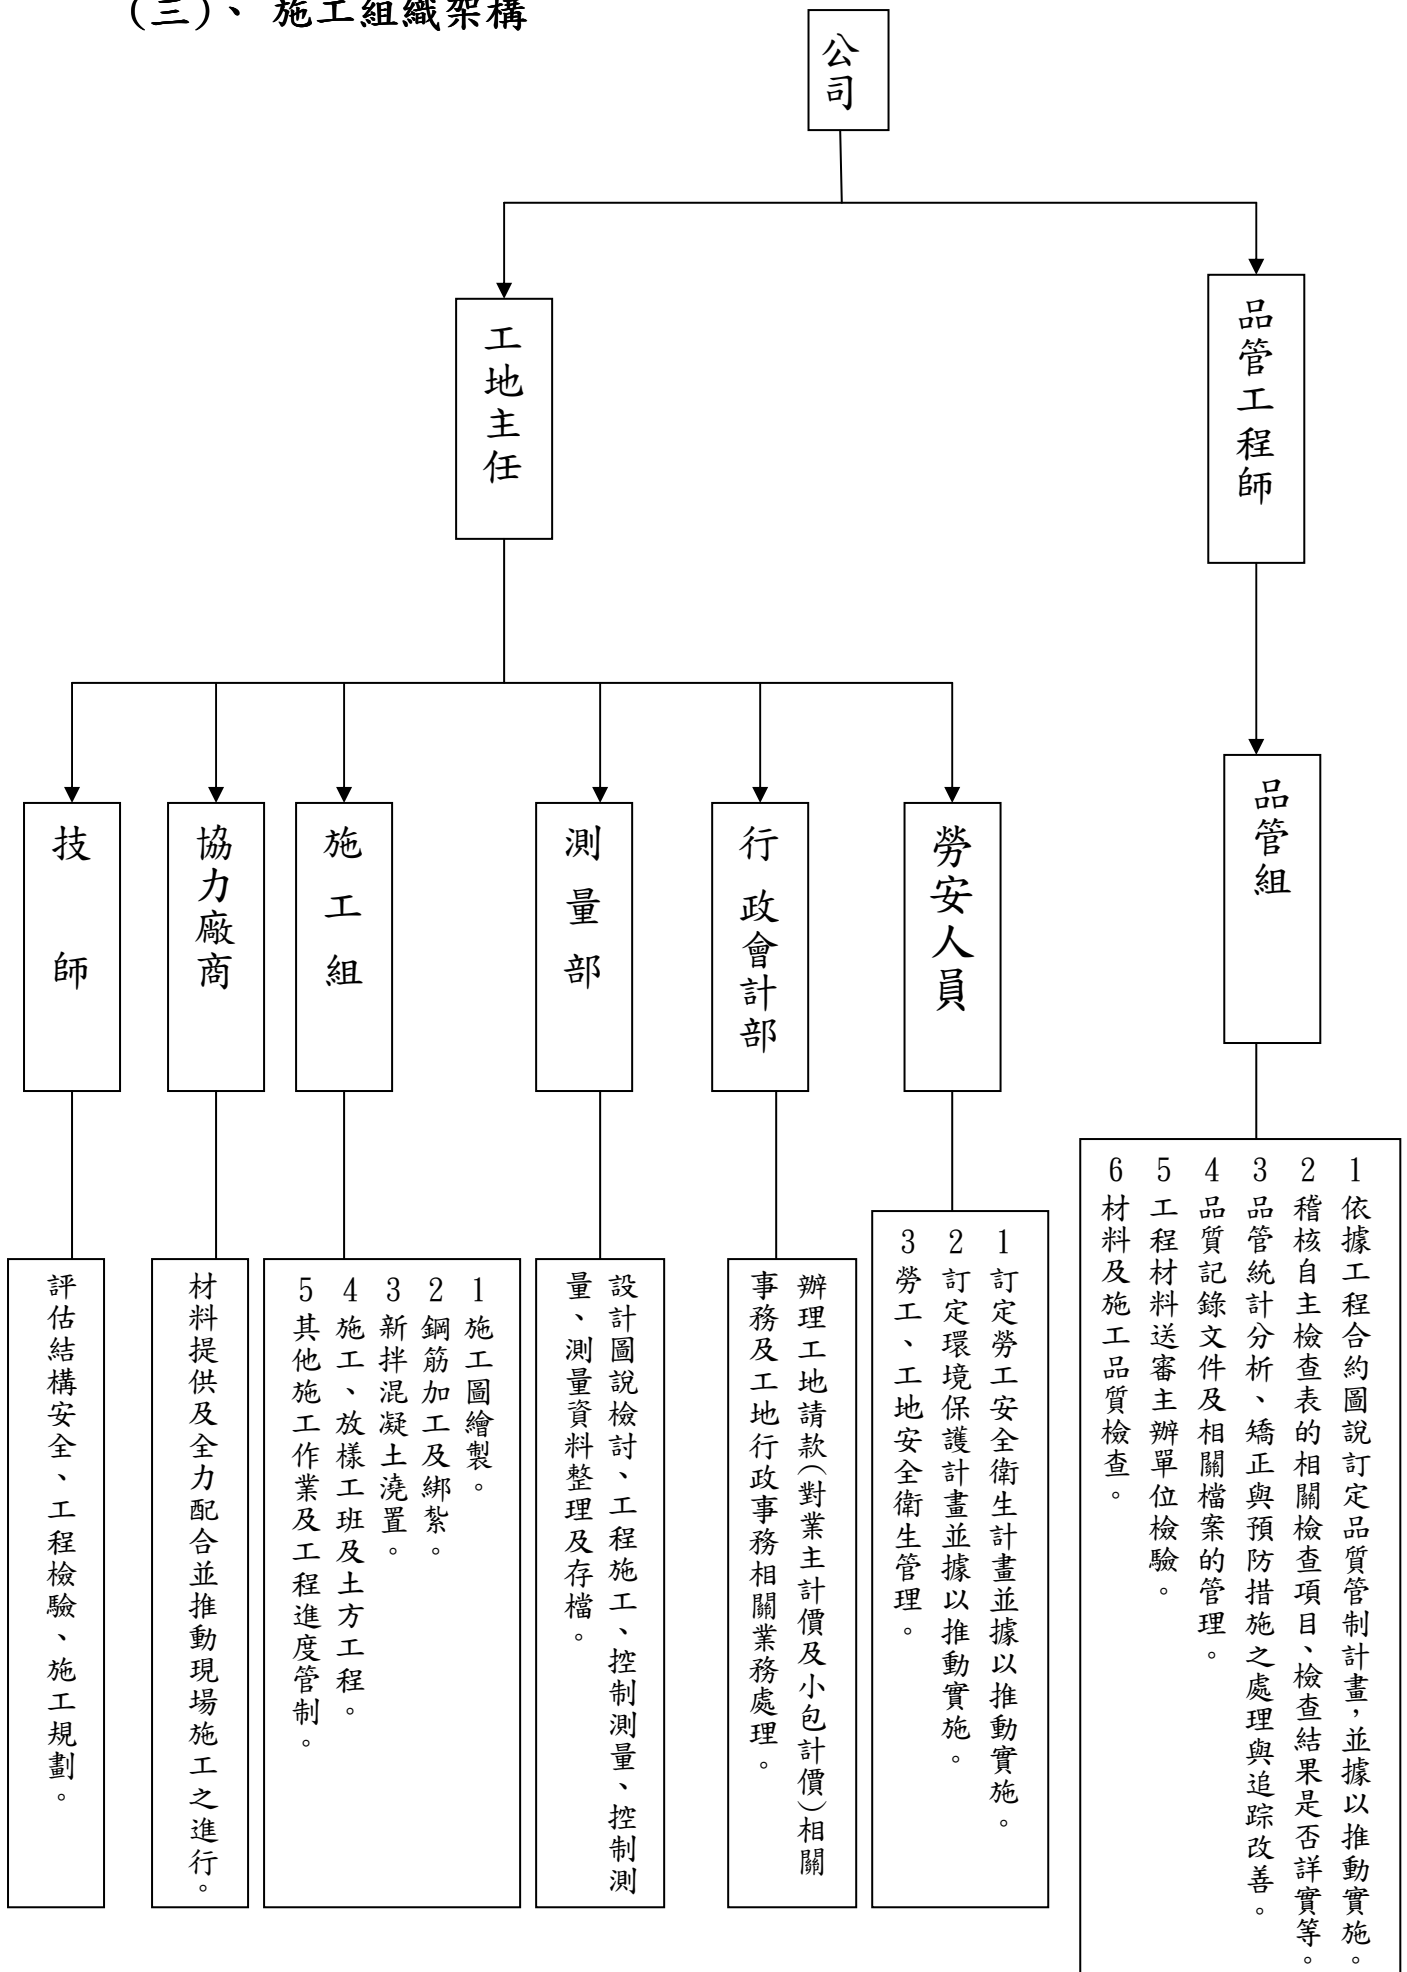 (三)、 施工組織架構
公司
工地主任
品管工程師
技師
協力廠商
施工組
測量部
行政會計部
勞安人員
品管組
評估結構安全、工程檢驗、施工規劃。
材料提供及全力配合並推動現場施工之進行。
1 施工圖繪製。
2 鋼筋加工及綁紮。
3 新拌混凝土澆置。
4 施工、放樣工班及土方工程。
5 其他施工作業及工程進度管制。
設計圖說檢討、工程施工、控制測量、控制測
量、測量資料整理及存檔。
辦理工地請款(對業主計價及小包計價)相關
事務及工地行政事務相關業務處理。
1 訂定勞工安全衛生計畫並據以推動實施。
2 訂定環境保護計畫並據以推動實施。
3 勞工、工地安全衛生管理。
1 依據工程合約圖說訂定品質管制計畫,並據以推動實施。
2 稽核自主檢查表的相關檢查項目、檢查結果是否詳實等。
3 品管統計分析、矯正與預防措施之處理與追踪改善。
4 品質記錄文件及相關檔案的管理。
5 工程材料送審主辦單位檢驗。
6 材料及施工品質檢查。